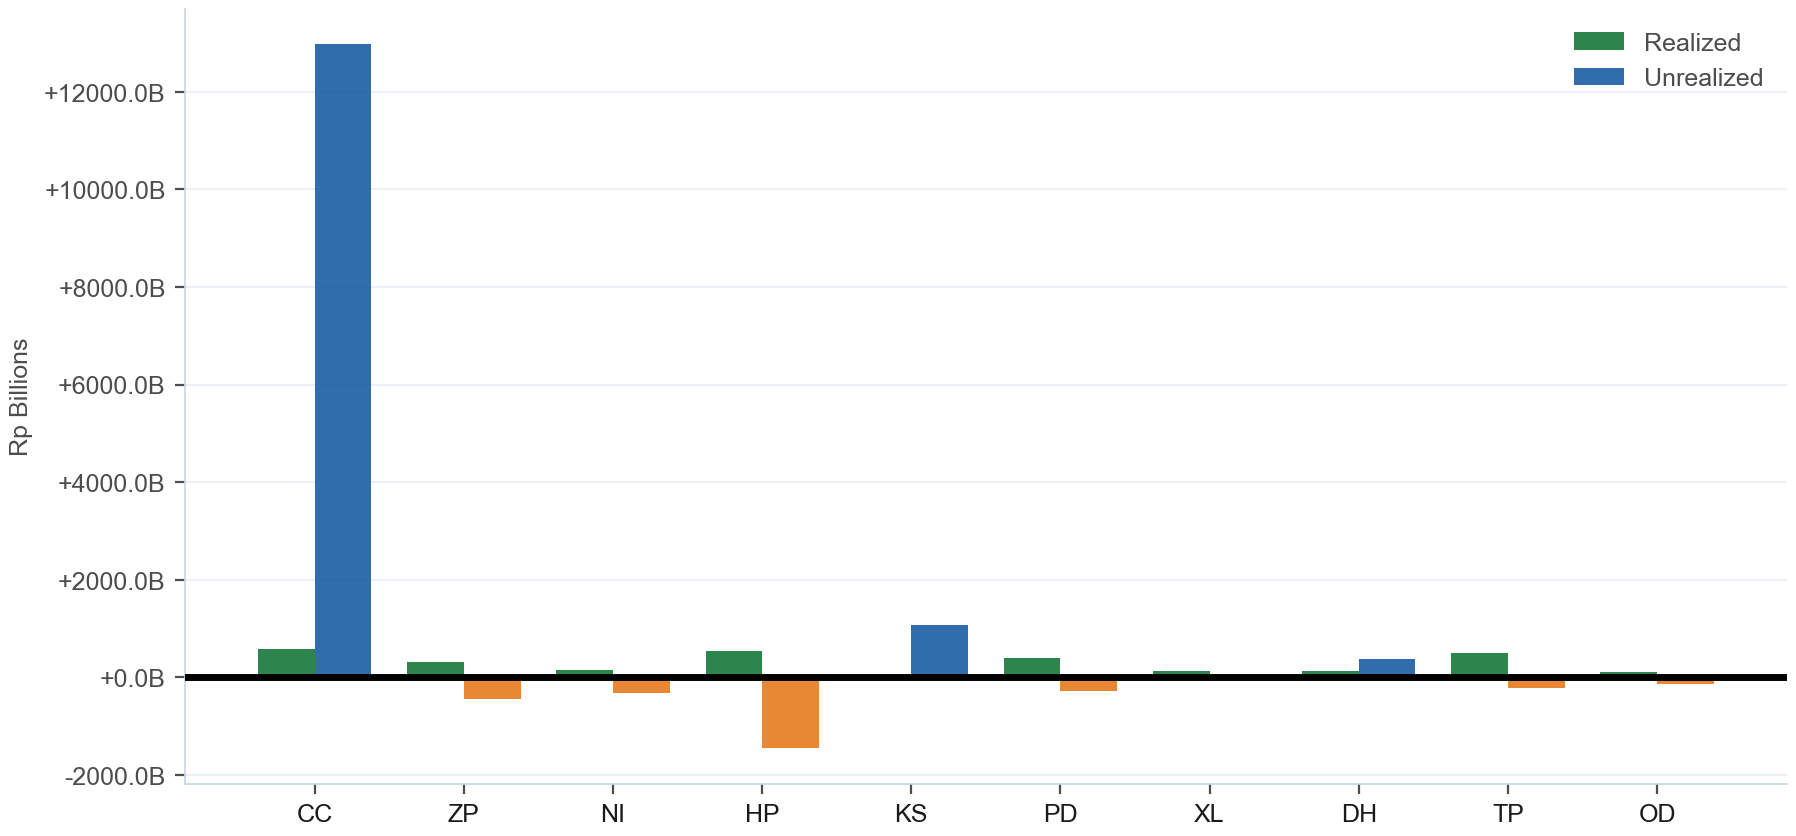 Realized
Unrealized
Rp Billions
+12000.0B
+10000.0B
+8000.0B
+6000.0B
+4000.0B
+2000.0B
+0.0B
-2000.0B
CC ZP NI HP KS PD XL DH TP OD